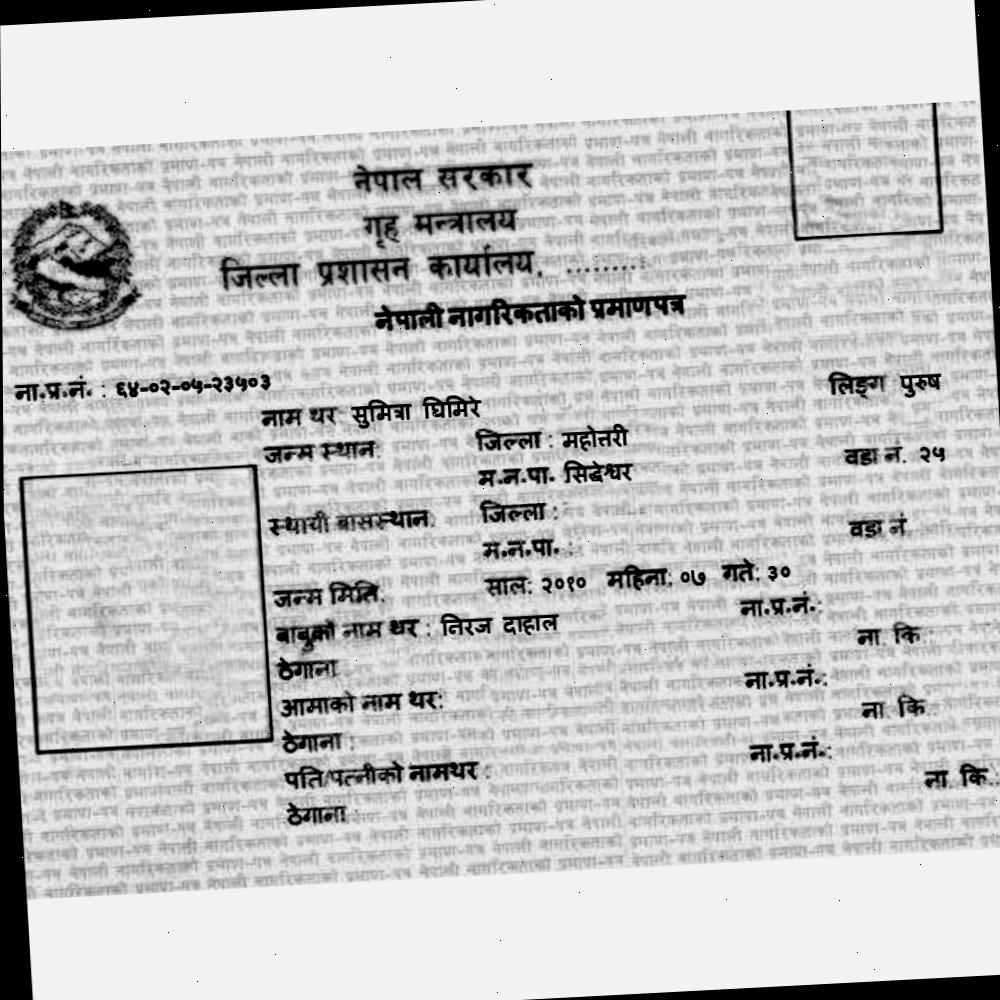 नेपाल सरकार
गृह मन्त्रालय
जिल्ला प्रशासन कार्यालय, .........
नेपाली नागरिकताको प्रमाणपत्र
ना.प्र.नं. : ६४-०२-०५-२३५०३ लिङ्ग पुरुष
नाम थर सुमित्रा घिमिरे
जन्म स्थान: जिल्ला : महोत्तरी
म.न.पा. सिद्धेश्वर वडा नं. २५
स्थायी बासस्थान: जिल्ला :
म.न.पा. : वडा नं
जन्म मिति: साल: २०१० महिना: ०७ गते: ३०
बाबुको नाम थर : निरज दाहाल ना.प्र.नं.:
ठेगाना ना. कि.:
आमाको नाम थर: ना.प्र.नं.:
ठेगाना : ना. कि.:
पति/पत्नीको नामथर : ना.प्र.नं.:
ठेगाना : ना. कि.: